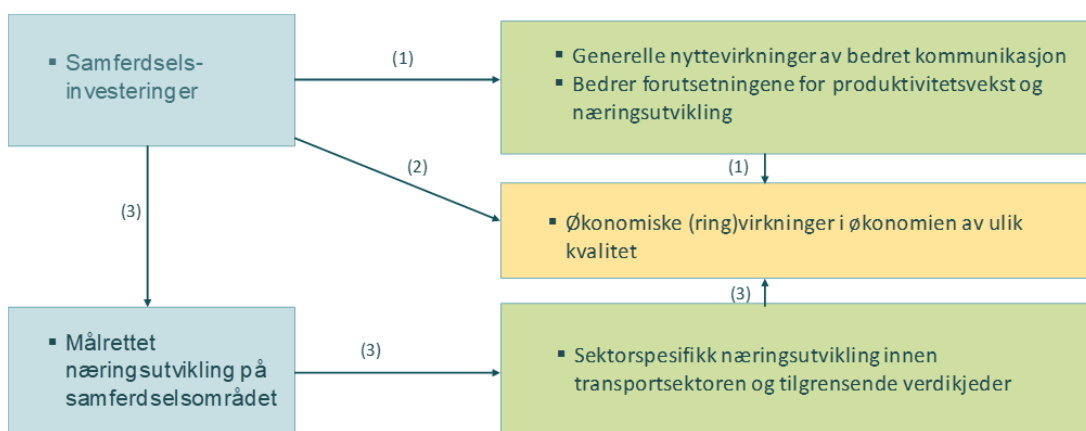 ▪ Samferdsels-
investeringer
(1)
▪ Generelle nyttevirkninger av bedret kommunikasjon
▪ Bedrer forutsetningene for produktivitetsvekst og
næringsutvikling
(2)
(1)
(3)
▪ Økonomiske (ring)virkninger i økonomien av ulik
kvalitet
(3)
▪ Målrettet
næringsutvikling på
samferdselsområdet
(3)
▪ Sektorspesifikk næringsutvikling innen
transportsektoren og tilgrensende verdikjeder